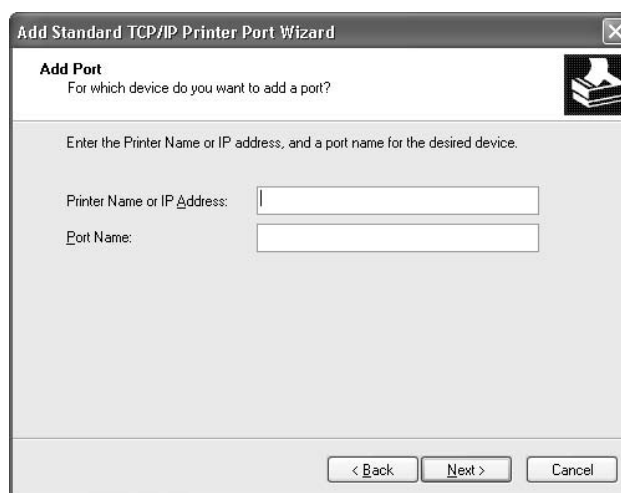 Add Standard TCP/IP Printer Port Wizard
Add Port
For which device do you want to add a port?
Enter the Printer Name or IP address, and a port name for the desired device.
Printer Name or IP Address:
Port Name:
< Back Next > Cancel